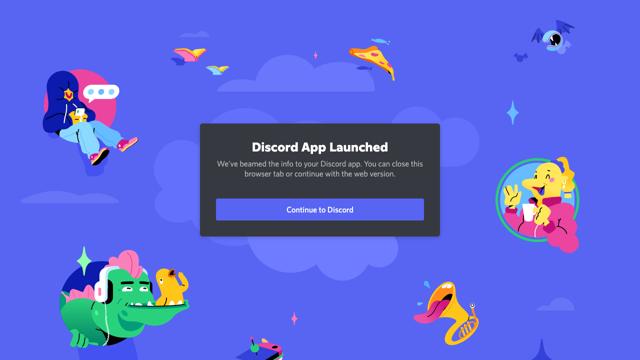 Discord App Launched
We've beamed the info to your Discord app. You can close this
browser tab or continue with the web version.
Continue to Discord